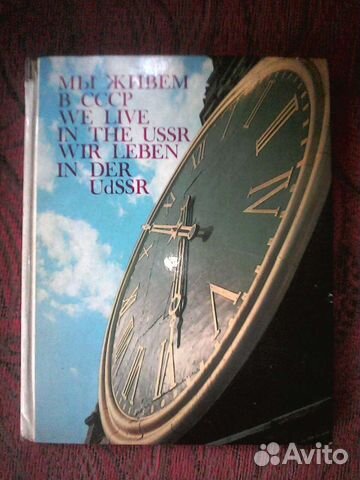 МЫ ЖИВЕМ
В СССР
WE LIVE
IN THE USSR
WIR LEBEN
IN DER
UdSSR
Avito